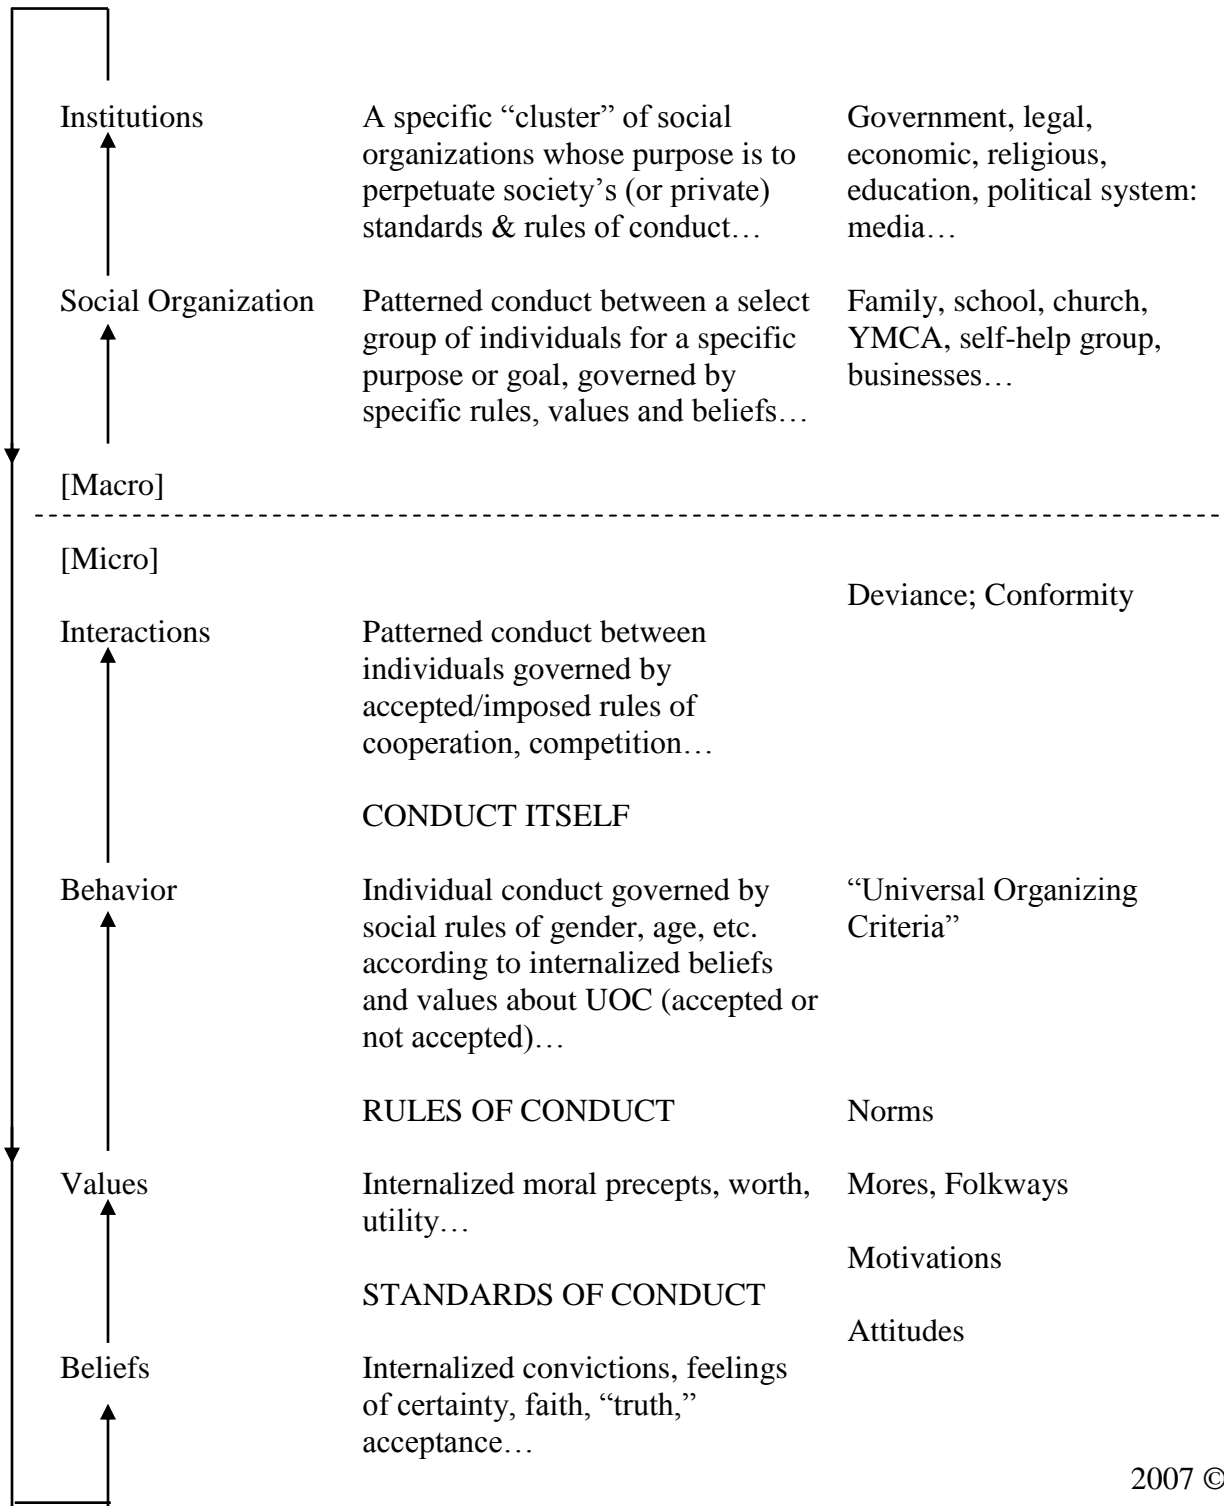 Institutions
A specific “cluster” of social
organizations whose purpose is to
perpetuate society’s (or private)
standards & rules of conduct…
Government, legal,
economic, religious,
education, political system:
media…
Social Organization
Patterned conduct between a select
group of individuals for a specific
purpose or goal, governed by
specific rules, values and beliefs…
Family, school, church,
YMCA, self-help group,
businesses…
[Macro]
[Micro]
Deviance; Conformity
Interactions
Patterned conduct between
individuals governed by
accepted/imposed rules of
cooperation, competition…
CONDUCT ITSELF
Behavior
Individual conduct governed by
social rules of gender, age, etc.
according to internalized beliefs
and values about UOC (accepted or
not accepted)…
“Universal Organizing
Criteria”
RULES OF CONDUCT
Norms
Values
Internalized moral precepts, worth,
utility…
Mores, Folkways
Motivations
STANDARDS OF CONDUCT
Attitudes
Beliefs
Internalized convictions, feelings
of certainty, faith, “truth,”
acceptance…
2007 ©